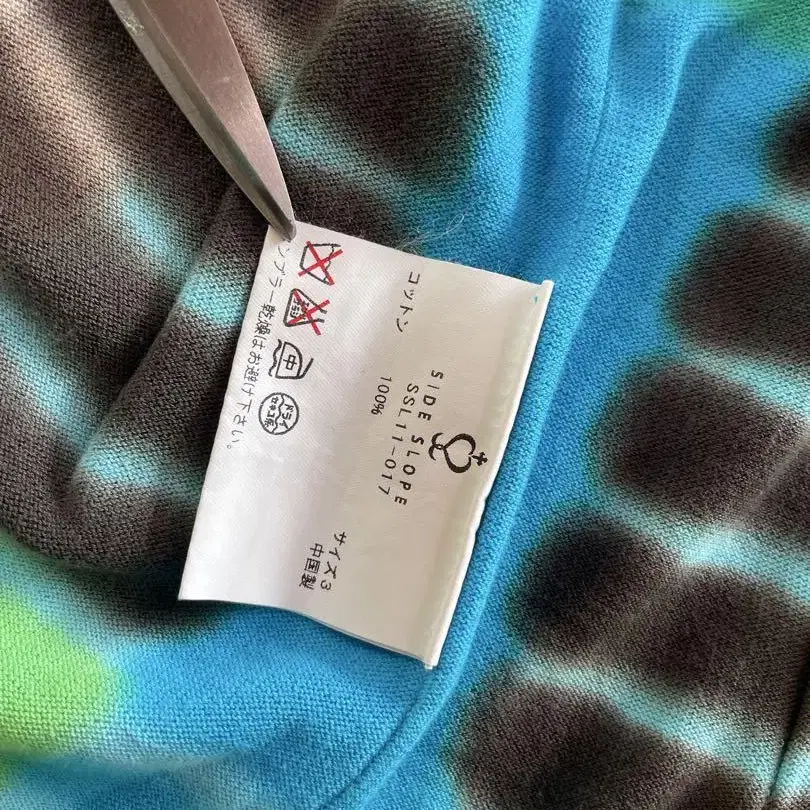 SIDE SLOPE
SSL11-017
コットン 100%
サイズ3
中国製
中
ドライ
ンブラー乾燥はお避け下さい。